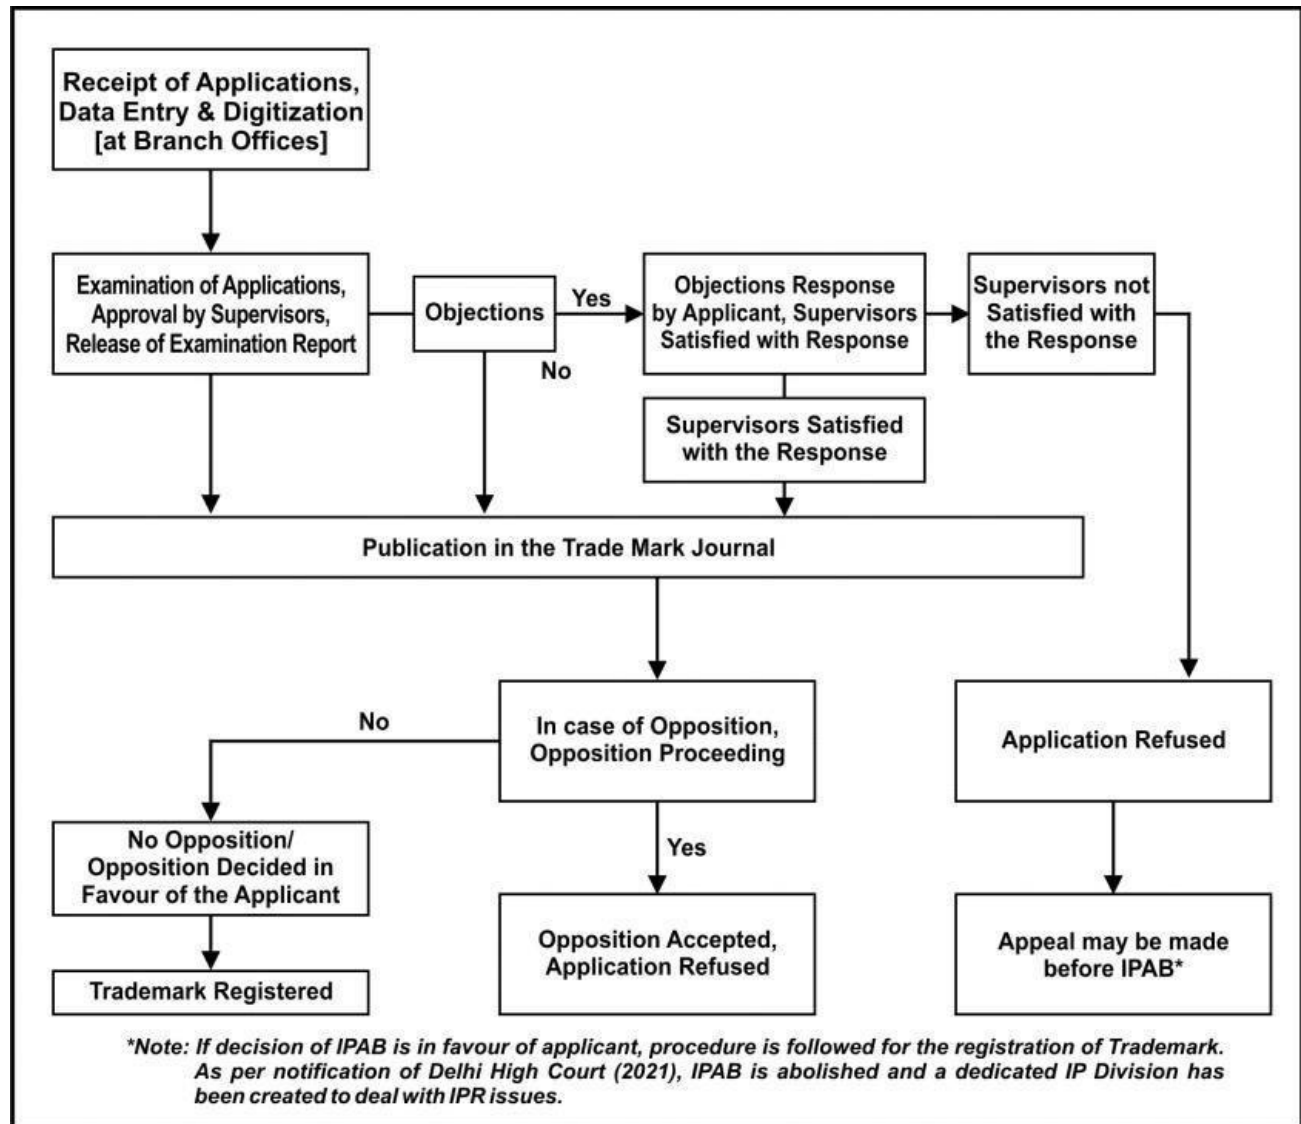 Receipt of Applications,
Data Entry & Digitization
[at Branch Offices]
Examination of Applications,
Approval by Supervisors,
Release of Examination Report
Objections
Yes
No
Objections Response
by Applicant, Supervisors
Satisfied with Response
Supervisors not
Satisfied with
the Response
Supervisors Satisfied
with the Response
Publication in the Trade Mark Journal
No
In case of Opposition,
Opposition Proceeding
Application Refused
No Opposition/
Opposition Decided in
Favour of the Applicant
Yes
Trademark Registered
Opposition Accepted,
Application Refused
Appeal may be made
before IPAB*
*Note: If decision of IPAB is in favour of applicant, procedure is followed for the registration of Trademark.
As per notification of Delhi High Court (2021), IPAB is abolished and a dedicated IP Division has
been created to deal with IPR issues.